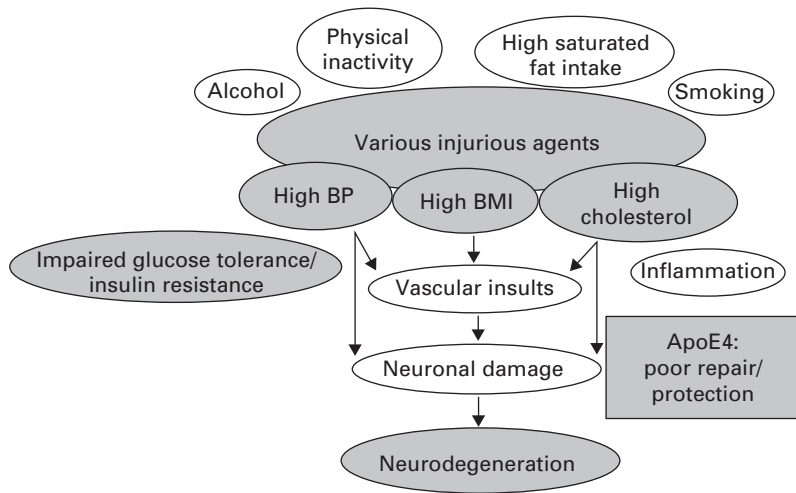 Physical
inactivity
High saturated
fat intake
Alcohol
Smoking
Various injurious agents
High BP
High BMI
High
cholesterol
Impaired glucose tolerance/
insulin resistance
Inflammation
Vascular insults
ApoE4:
poor repair/
protection
Neuronal damage
Neurodegeneration